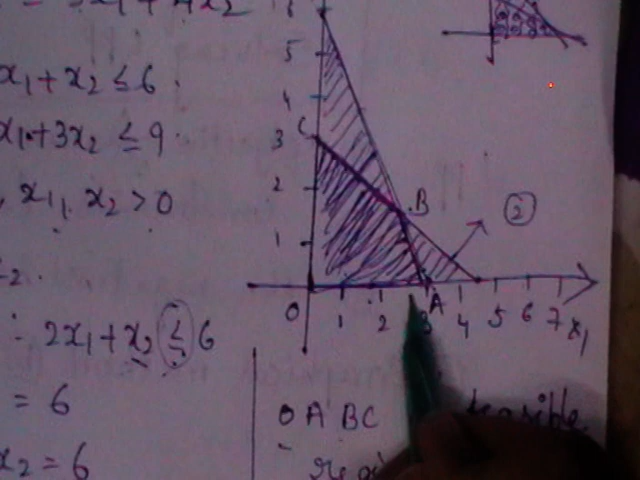 x₁ + x₂ ≤ 6
x₁ + 3x₂ ≤ 9
x₁, x₂ > 0
2x₁ + x₂ ≤ 6
= 6
x₂ = 6
5
4
3 C
2
1
B
②
0 1 2 3 A 4 5 6 7 x₁
OABC feasible